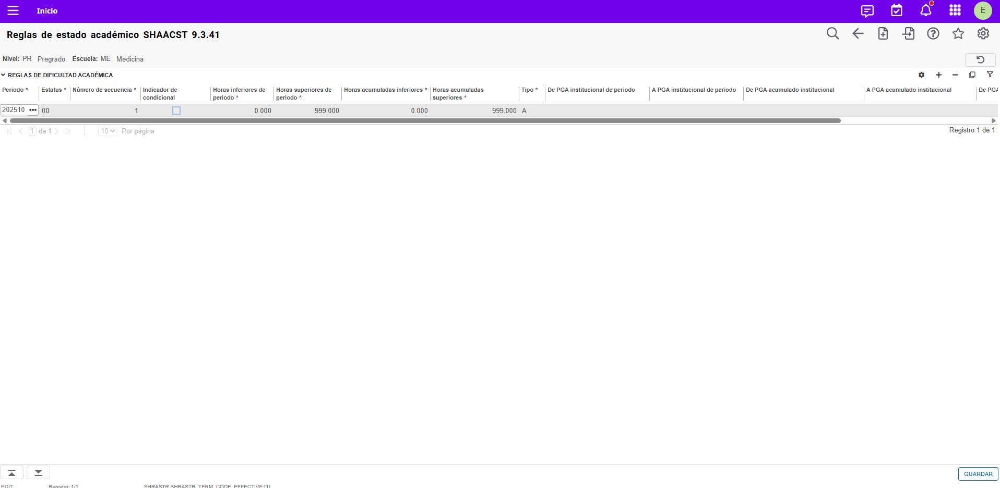 Inicio
E
Reglas de estado académico SHAACST 9.3.41
Nivel: PR Pregrado Escuela: ME Medicina
REGLAS DE DIFICULTAD ACADÉMICA
Periodo * Estatus * Número de secuencia * Indicador de condicional Horas inferiores de periodo * Horas superiores de periodo * Horas acumuladas inferiores * Horas acumuladas superiores * Tipo * De PGA institucional de periodo A PGA institucional de periodo De PGA acumulado institucional A PGA acumulado institucional De PGA
202510 ••• 00 1 0.000 999.000 0.000 999.000 A
1 de 1 10 Por página Registro 1 de 1
GUARDAR
EDIT Registro: 1/1 SHRASTR.SHRASTR_TERM_CODE_EFFECTIVE [1]